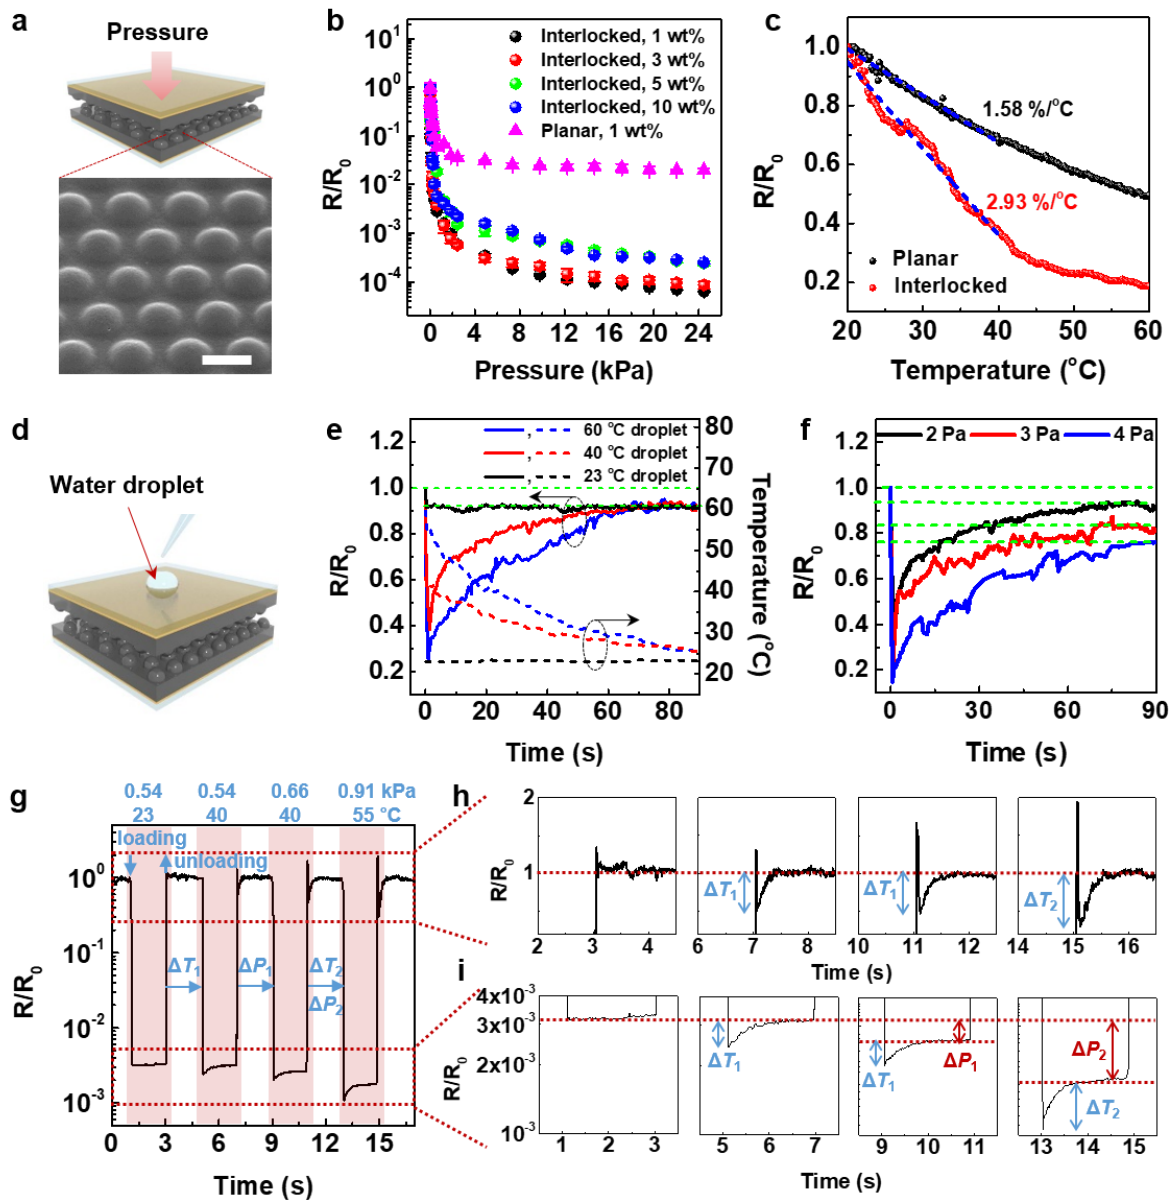 a
Pressure
b
R/R0
10¹
10⁰
10⁻¹
10⁻²
10⁻³
10⁻⁴
Interlocked, 1 wt%
Interlocked, 3 wt%
Interlocked, 5 wt%
Interlocked, 10 wt%
Planar, 1 wt%
0 4 8 12 16 20 24
Pressure (kPa)
c
R/R0
1.0
0.8
0.6
0.4
0.2
1.58 %/°C
2.93 %/°C
Planar
Interlocked
20 30 40 50 60
Temperature (°C)
d
Water droplet
e
R/R0
1.2
1.0
0.8
0.6
0.4
0.2
, 60 °C droplet
, 40 °C droplet
, 23 °C droplet
80
70
60
50
40
30
20
Temperature (°C)
0 20 40 60 80
Time (s)
f
R/R0
1.2
1.0
0.8
0.6
0.4
0.2
2 Pa 3 Pa 4 Pa
0 30 60 90
Time (s)
g
0.54 0.54 0.66 0.91 kPa
23 40 40 55 °C
loading
unloading
R/R0
10⁰
10⁻¹
10⁻²
10⁻³
ΔT1 ΔP1 ΔT2
ΔP2
0 3 6 9 12 15
Time (s)
h
R/R0
2
1
ΔT1 ΔT1 ΔT2
2 3 4 6 7 8 10 11 12 14 15 16
Time (s)
i
R/R0
4x10⁻³
3x10⁻³
2x10⁻³
10⁻³
ΔT1 ΔT1 ΔP1 ΔP2 ΔT2
1 2 3 5 6 7 9 10 11 13 14 15
Time (s)